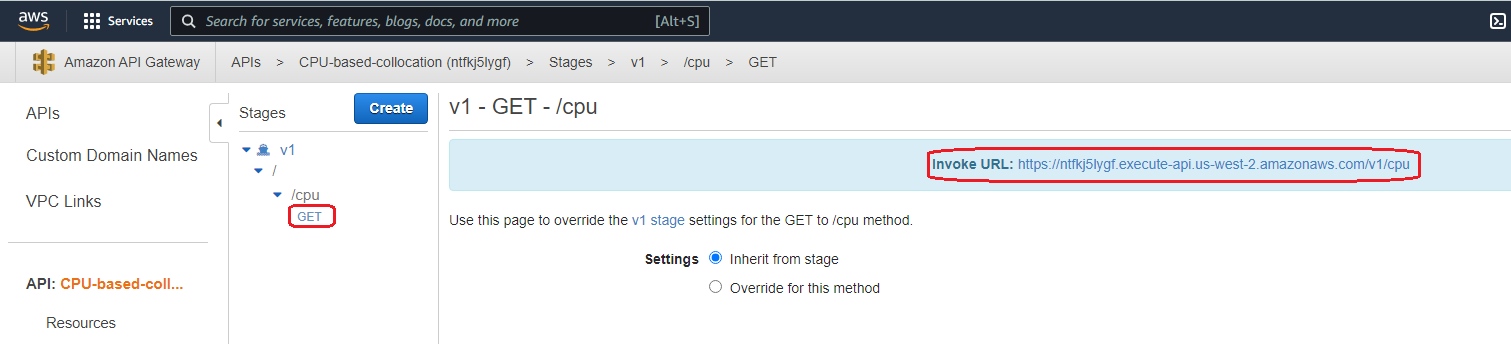 aws Services Search for services, features, blogs, docs, and more [Alt+S]
Amazon API Gateway APIs > CPU-based-collocation (ntfkj5lygf) > Stages > v1 > /cpu > GET
APIs
Custom Domain Names
VPC Links
API: CPU-based-coll...
Resources
Stages Create
v1
/
/cpu
GET
v1 - GET - /cpu
Invoke URL: https://ntfkj5lygf.execute-api.us-west-2.amazonaws.com/v1/cpu
Use this page to override the v1 stage settings for the GET to /cpu method.
Settings Inherit from stage
Override for this method